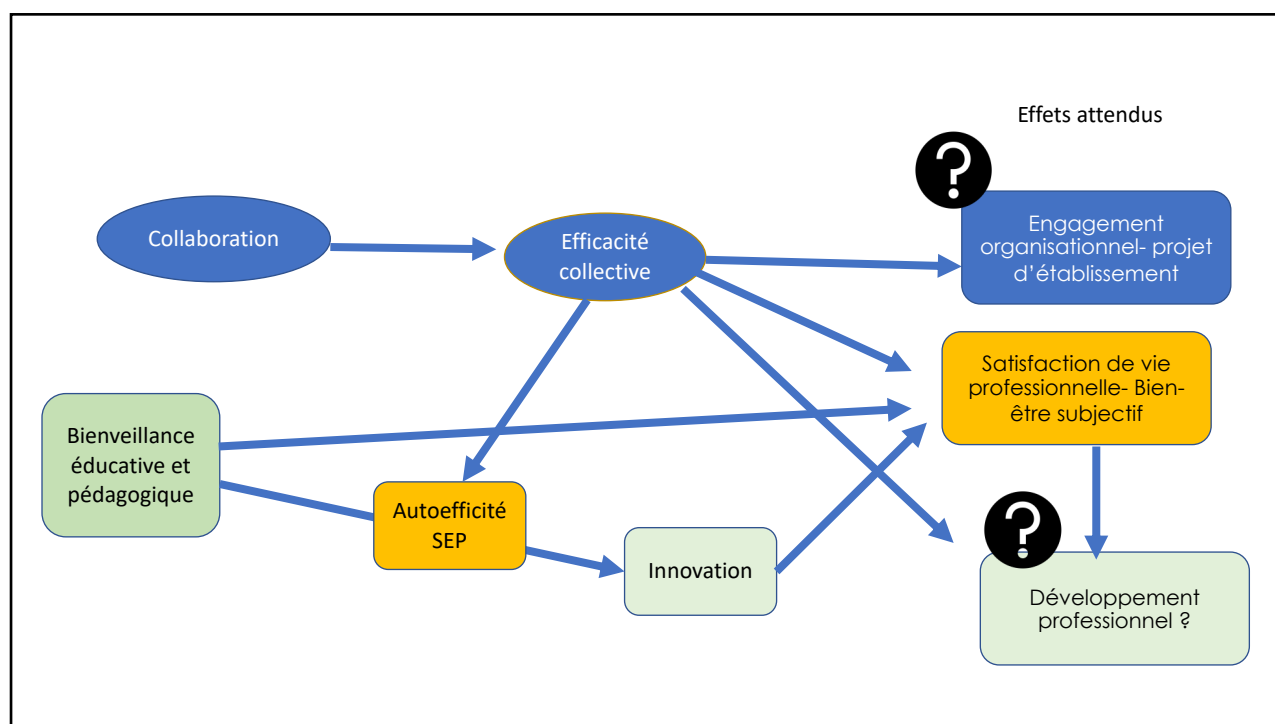 Effets attendus
?
Engagement
organisationnel- projet
d’établissement
Collaboration
Efficacité
collective
Satisfaction de vie
professionnelle- Bien-
être subjectif
Bienveillance
éducative et
pédagogique
Autoefficité
SEP
Innovation
?
Développement
professionnel ?